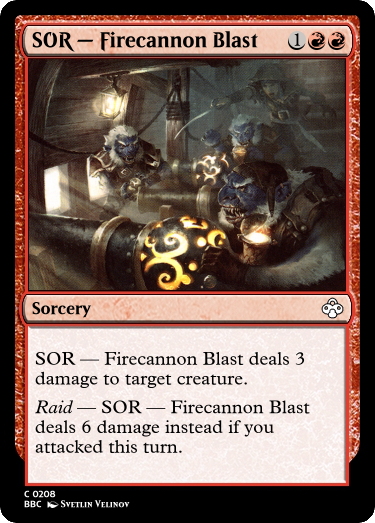 SOR — Firecannon Blast 1
Sorcery
SOR — Firecannon Blast deals 3
damage to target creature.
Raid — SOR — Firecannon Blast
deals 6 damage instead if you
attacked this turn.
C 0208
BBC Svetlin Velinov